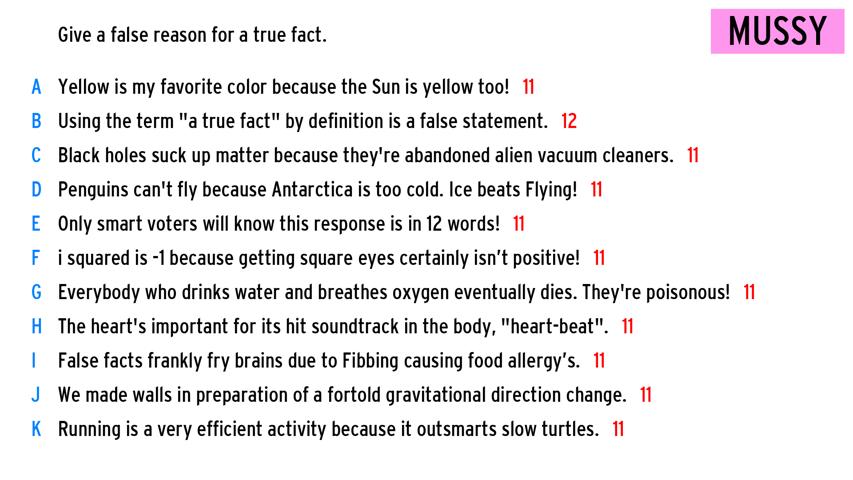 Give a false reason for a true fact.
MUSSY
A Yellow is my favorite color because the Sun is yellow too! 11
B Using the term "a true fact" by definition is a false statement. 12
C Black holes suck up matter because they're abandoned alien vacuum cleaners. 11
D Penguins can't fly because Antarctica is too cold. Ice beats Flying! 11
E Only smart voters will know this response is in 12 words! 11
F i squared is -1 because getting square eyes certainly isn’t positive! 11
G Everybody who drinks water and breathes oxygen eventually dies. They're poisonous! 11
H The heart's important for its hit soundtrack in the body, "heart-beat". 11
I False facts frankly fry brains due to Fibbing causing food allergy’s. 11
J We made walls in preparation of a fortold gravitational direction change. 11
K Running is a very efficient activity because it outsmarts slow turtles. 11